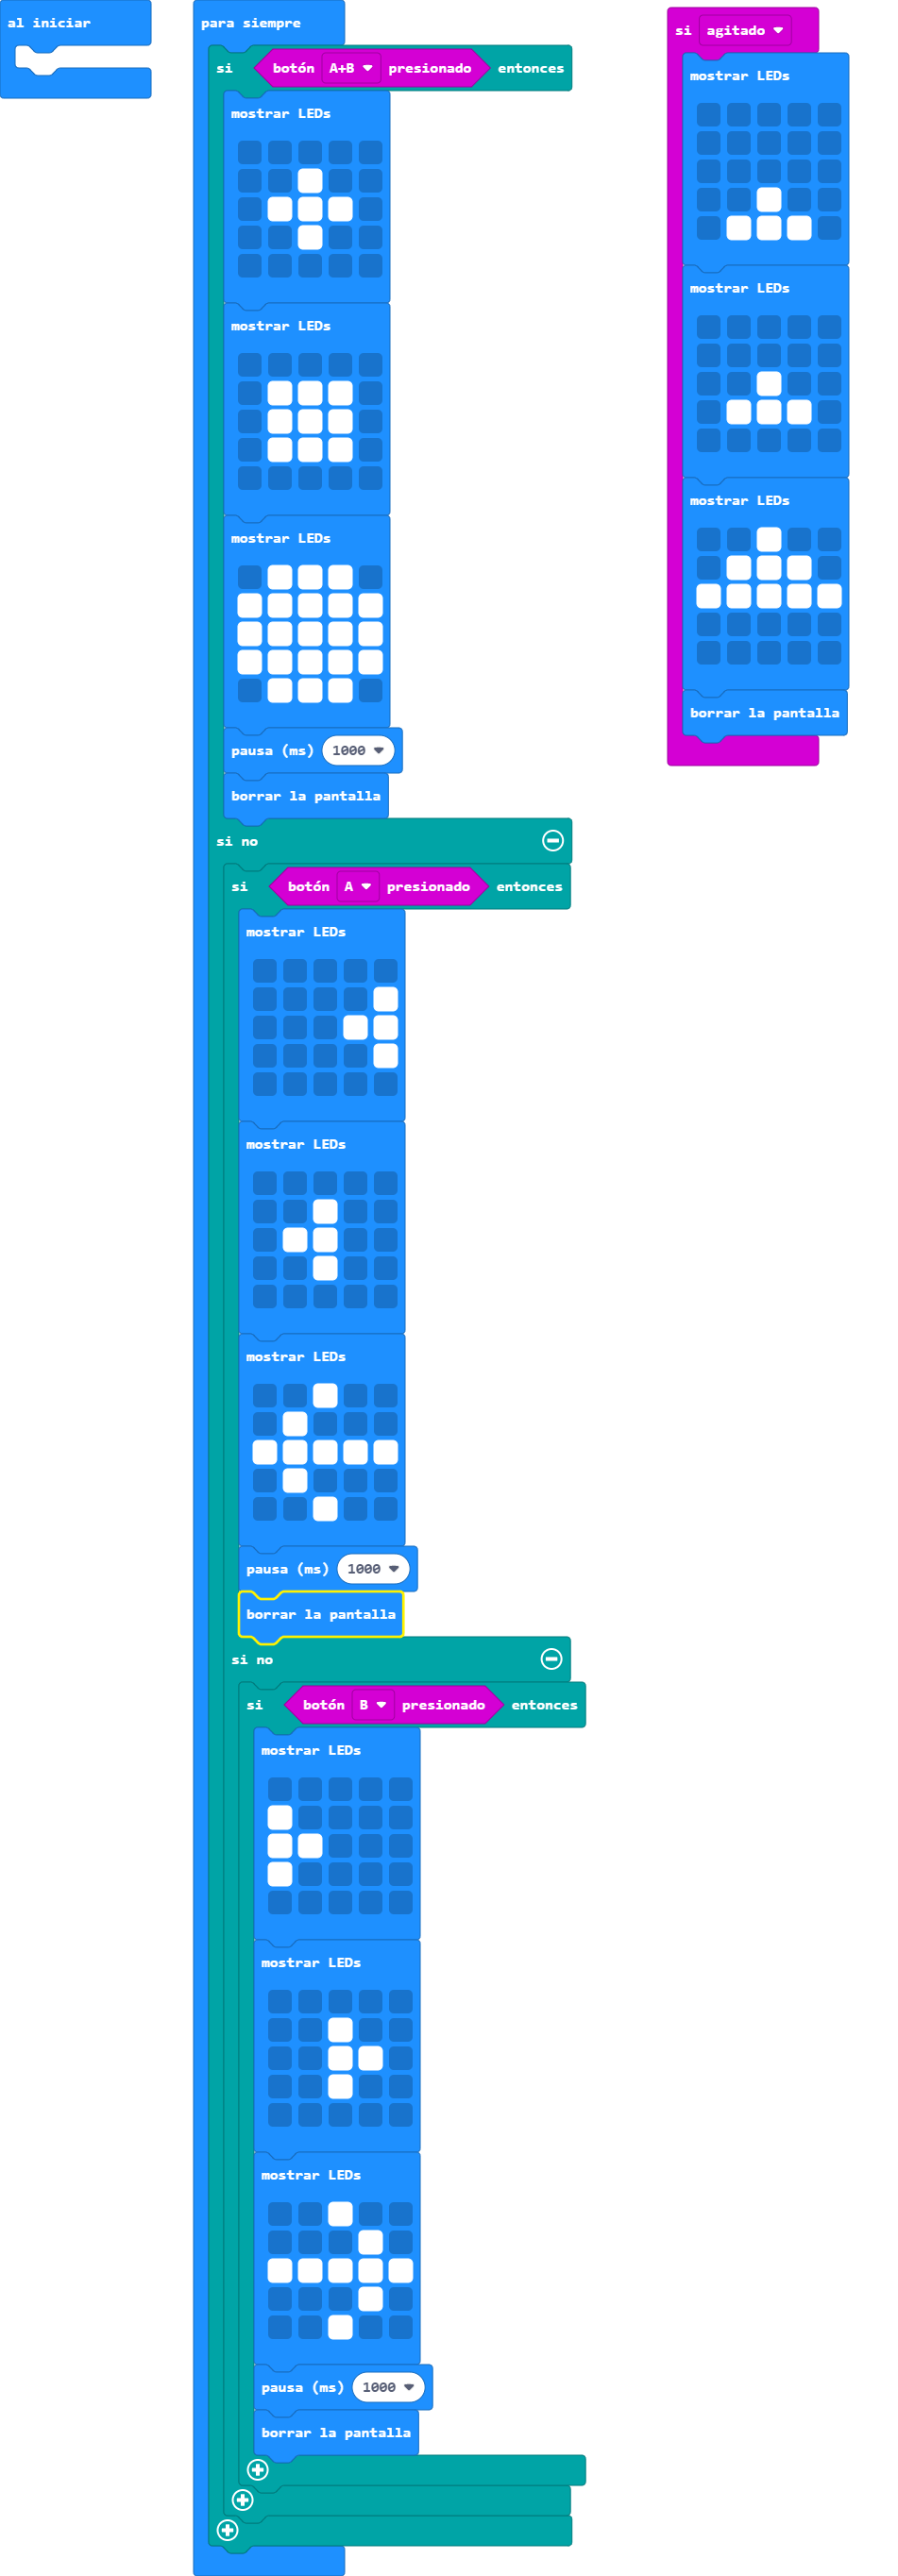 al iniciar
para siempre
si botón A+B presionado entonces
mostrar LEDs
mostrar LEDs
mostrar LEDs
pausa (ms) 1000
borrar la pantalla
si no
si botón A presionado entonces
mostrar LEDs
mostrar LEDs
mostrar LEDs
pausa (ms) 1000
borrar la pantalla
si no
si botón B presionado entonces
mostrar LEDs
mostrar LEDs
mostrar LEDs
pausa (ms) 1000
borrar la pantalla
si agitado
mostrar LEDs
mostrar LEDs
mostrar LEDs
borrar la pantalla